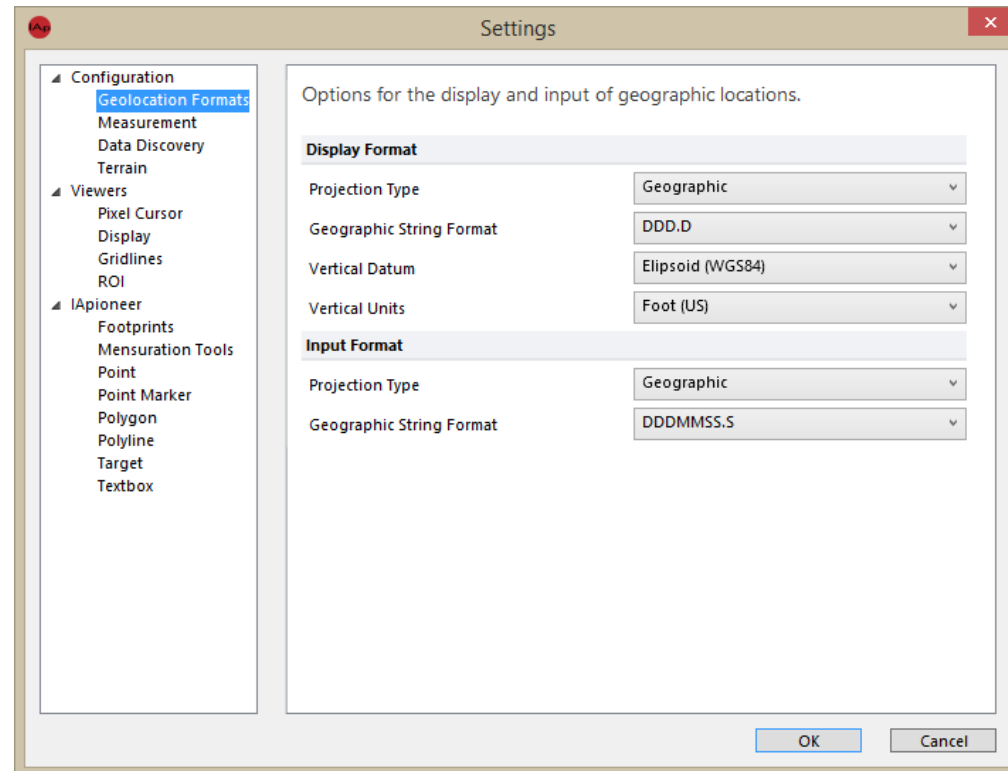 IAp
Settings
Configuration
Geolocation Formats
Measurement
Data Discovery
Terrain
Viewers
Pixel Cursor
Display
Gridlines
ROI
IApioneer
Footprints
Mensuration Tools
Point
Point Marker
Polygon
Polyline
Target
Textbox
Options for the display and input of geographic locations.
Display Format
Projection Type Geographic
Geographic String Format DDD.D
Vertical Datum Elipsoid (WGS84)
Vertical Units Foot (US)
Input Format
Projection Type Geographic
Geographic String Format DDDMMSS.S
OK Cancel